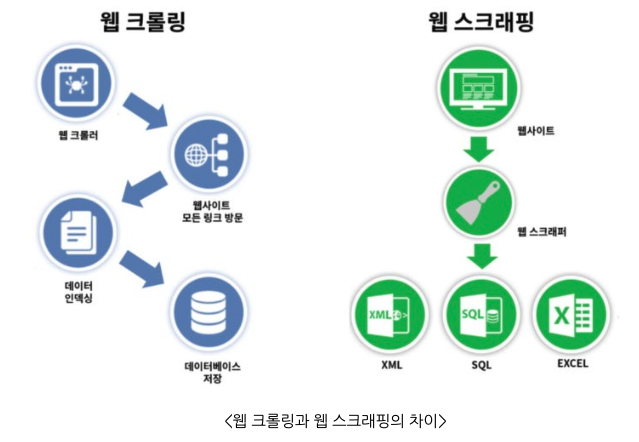 웹 크롤링
웹 크롤러
웹사이트
모든 링크 방문
데이터
인덱싱
데이터베이스
저장
웹 스크래핑
웹사이트
웹 스크래퍼
XML
SQL
XML
SQL
EXCEL
<웹 크롤링과 웹 스크래핑의 차이>